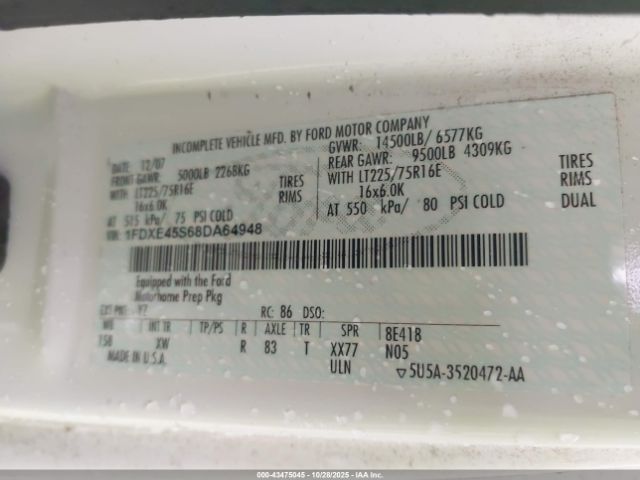 INCOMPLETE VEHICLE MFD. BY FORD MOTOR COMPANY
DATE 12/07 GVWR: 14500LB/ 6577KG
FRONT GAWR: 5000LB 2268KG REAR GAWR: 9500LB 4309KG
WITH LT225/75R16E TIRES WITH LT225/75R16E TIRES
16x6.0K RIMS 16x6.0K RIMS
AT 515 kPa/ 75 PSI COLD AT 550 kPa/ 80 PSI COLD DUAL
VIN: 1FDXE45S68DA64948
Equipped with the Ford
Motorhome Prep Pkg
EXT PNT: YZ RC: 86 DSO:
WB INT TR TP/PS R AXLE TR SPR 8E418
158 XW R 83 T XX77 N05
MADE IN U.S.A. ULN ▽5U5A-3520472-AA
000-43475045 - 10/28/2025 - IAA Inc.